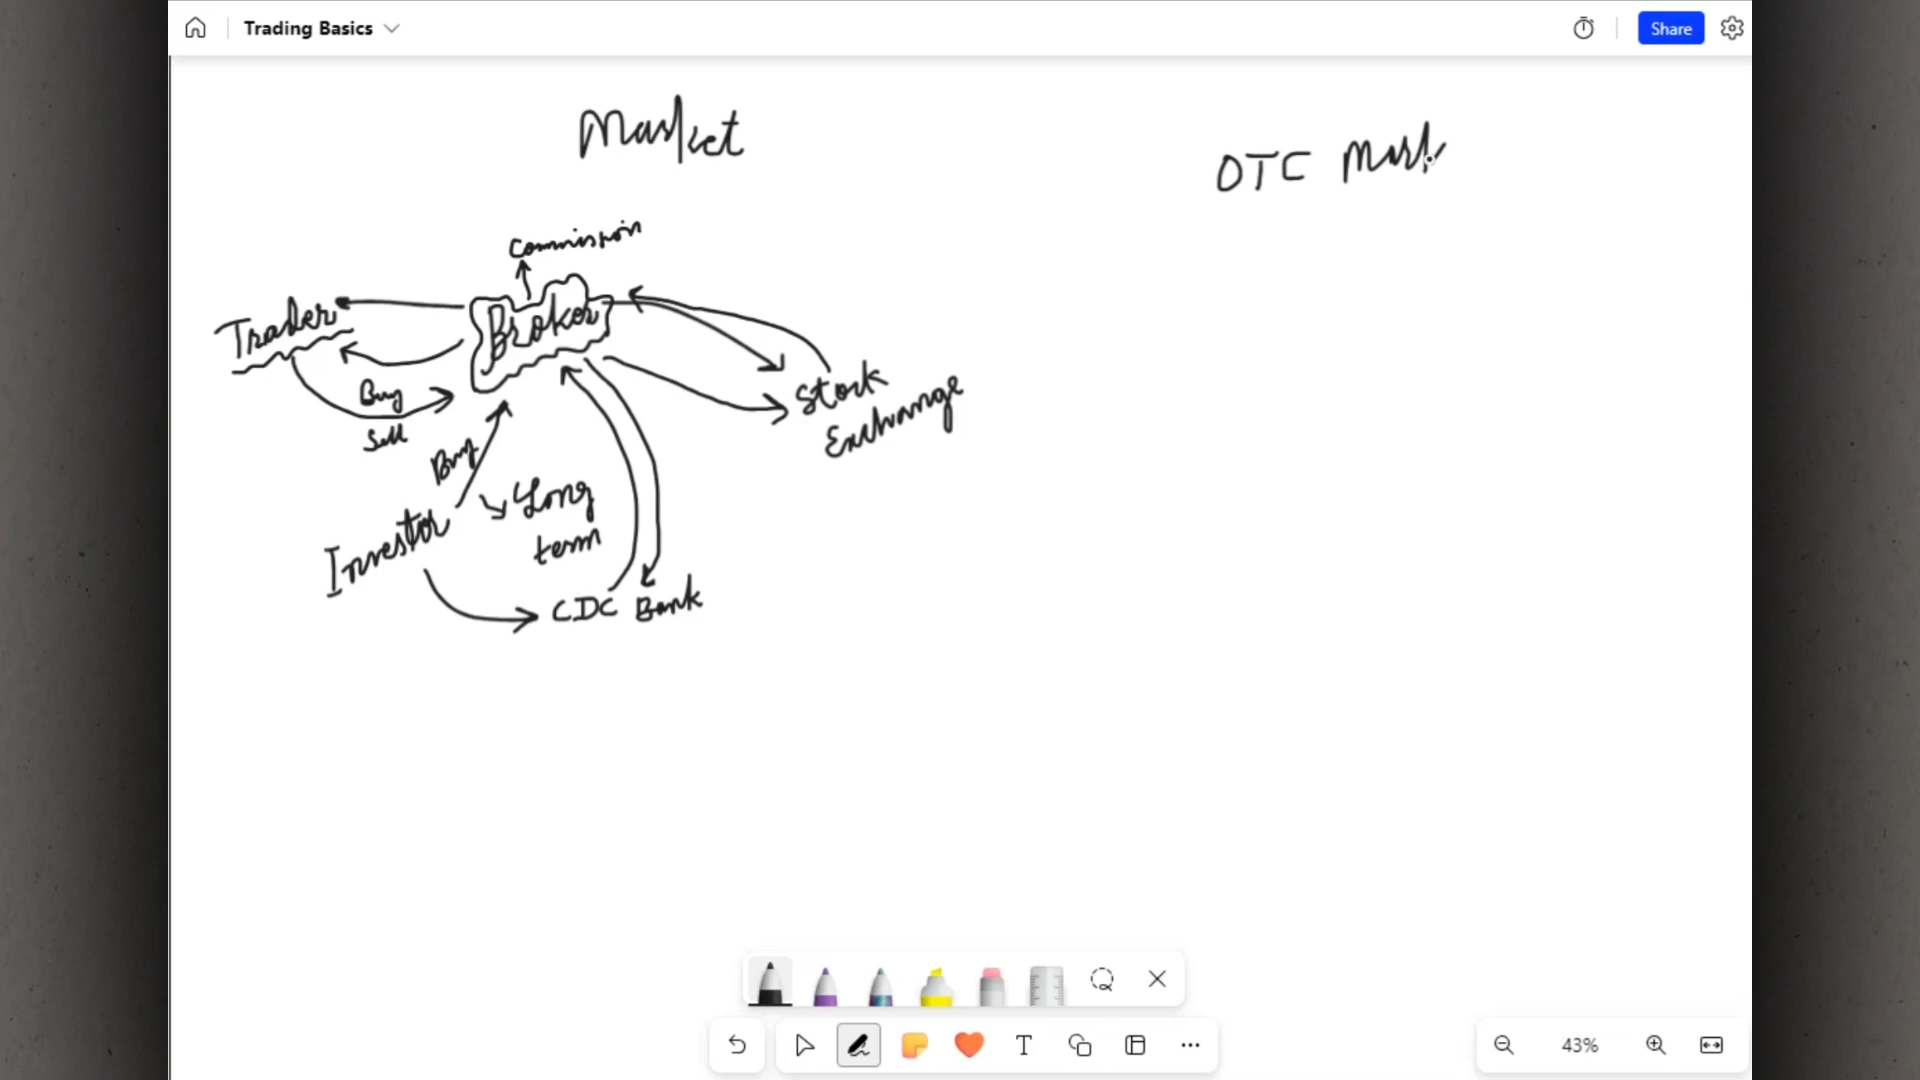 Trading Basics
Share
Market
OTC Mark
Commission
Trader
Broker
Buy
Sell
Stock
Exchange
Buy
Long
term
Investor
CDC Bank
43%